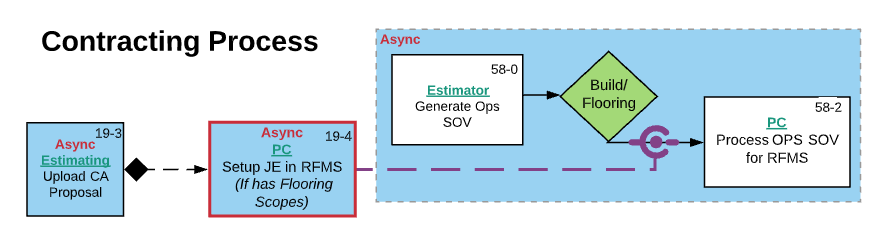 Contracting Process
19-3
Async
Estimating
Upload CA
Proposal
19-4
Async
PC
Setup JE in RFMS
(If has Flooring
Scopes)
Async
58-0
Estimator
Generate Ops
SOV
Build/
Flooring
58-2
PC
Process OPS SOV
for RFMS